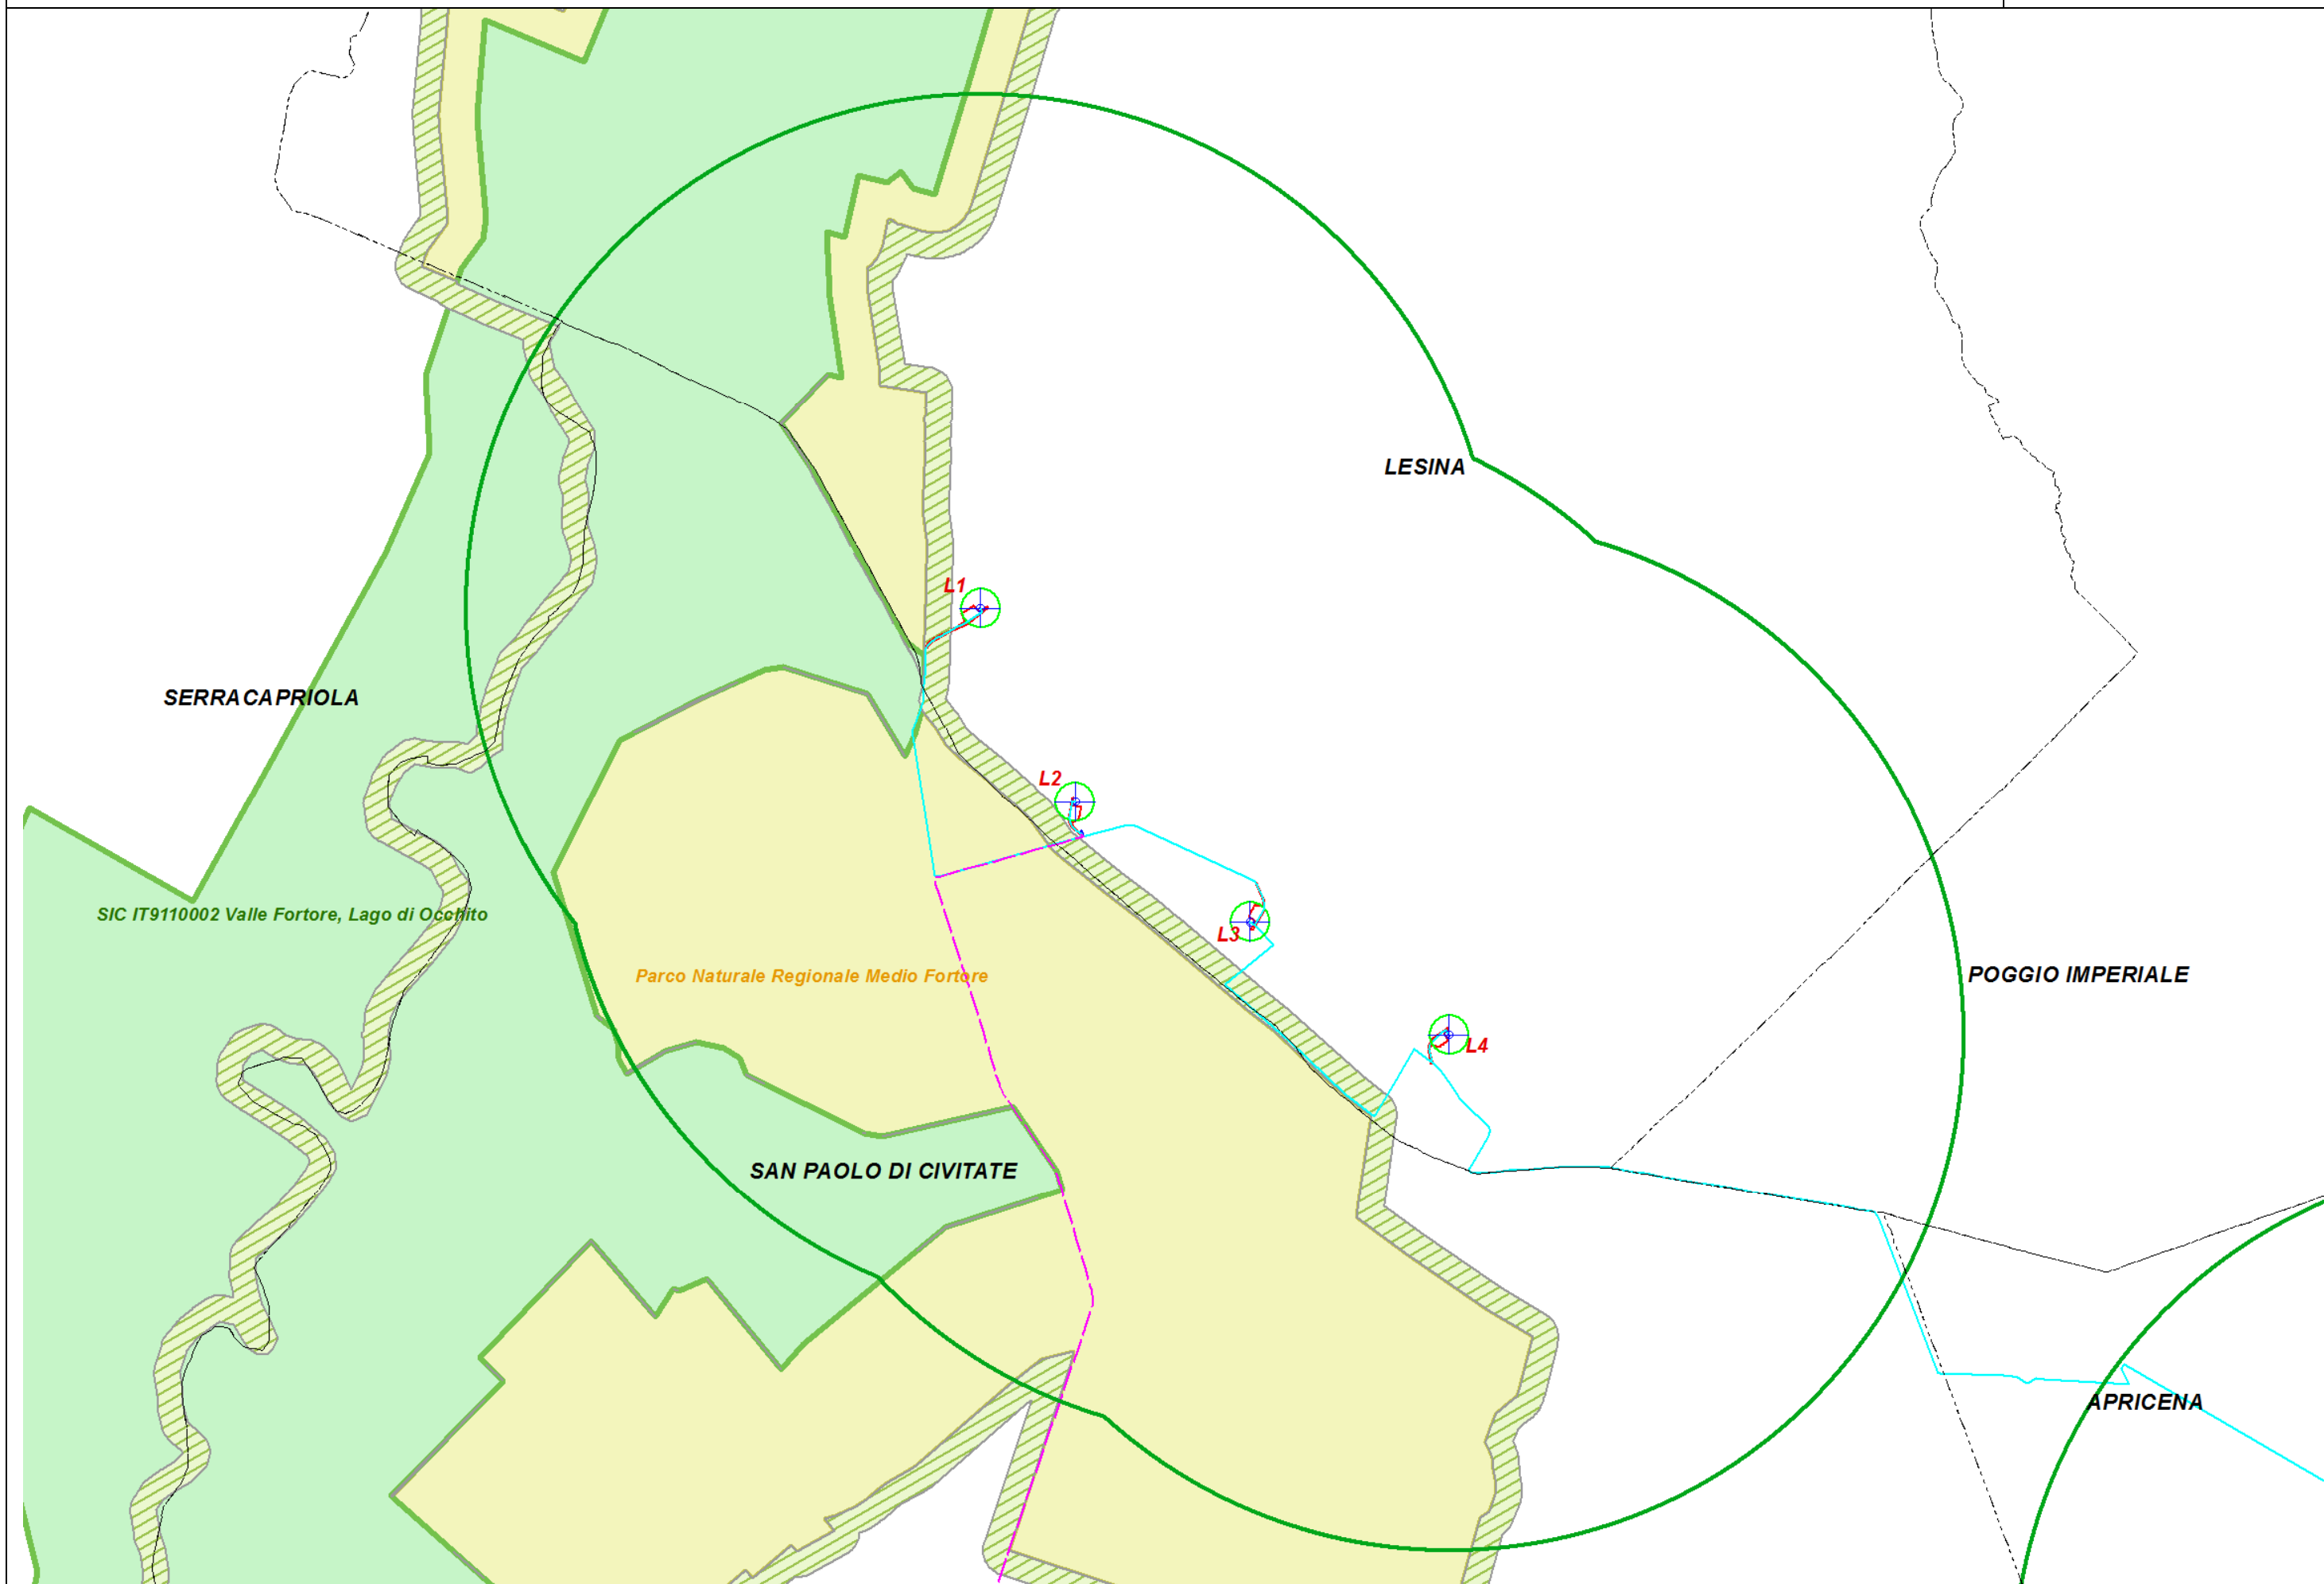 LESINA
L1
SERRACAPRIOLA
L2
SIC IT9110002 Valle Fortore, Lago di Occhito
L3
Parco Naturale Regionale Medio Fortore
POGGIO IMPERIALE
L4
SAN PAOLO DI CIVITATE
APRICENA